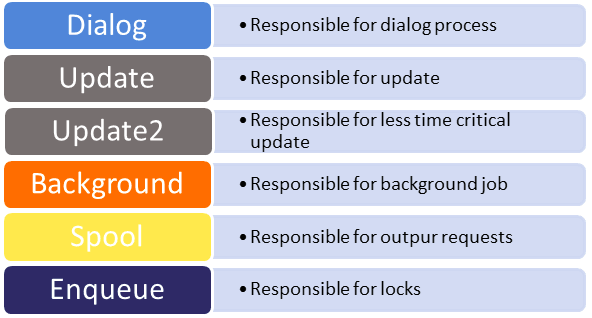 Dialog
• Responsible for dialog process
Update
• Responsible for update
Update2
• Responsible for less time critical
update
Background
• Responsible for background job
Spool
• Responsible for outpur requests
Enqueue
• Responsible for locks